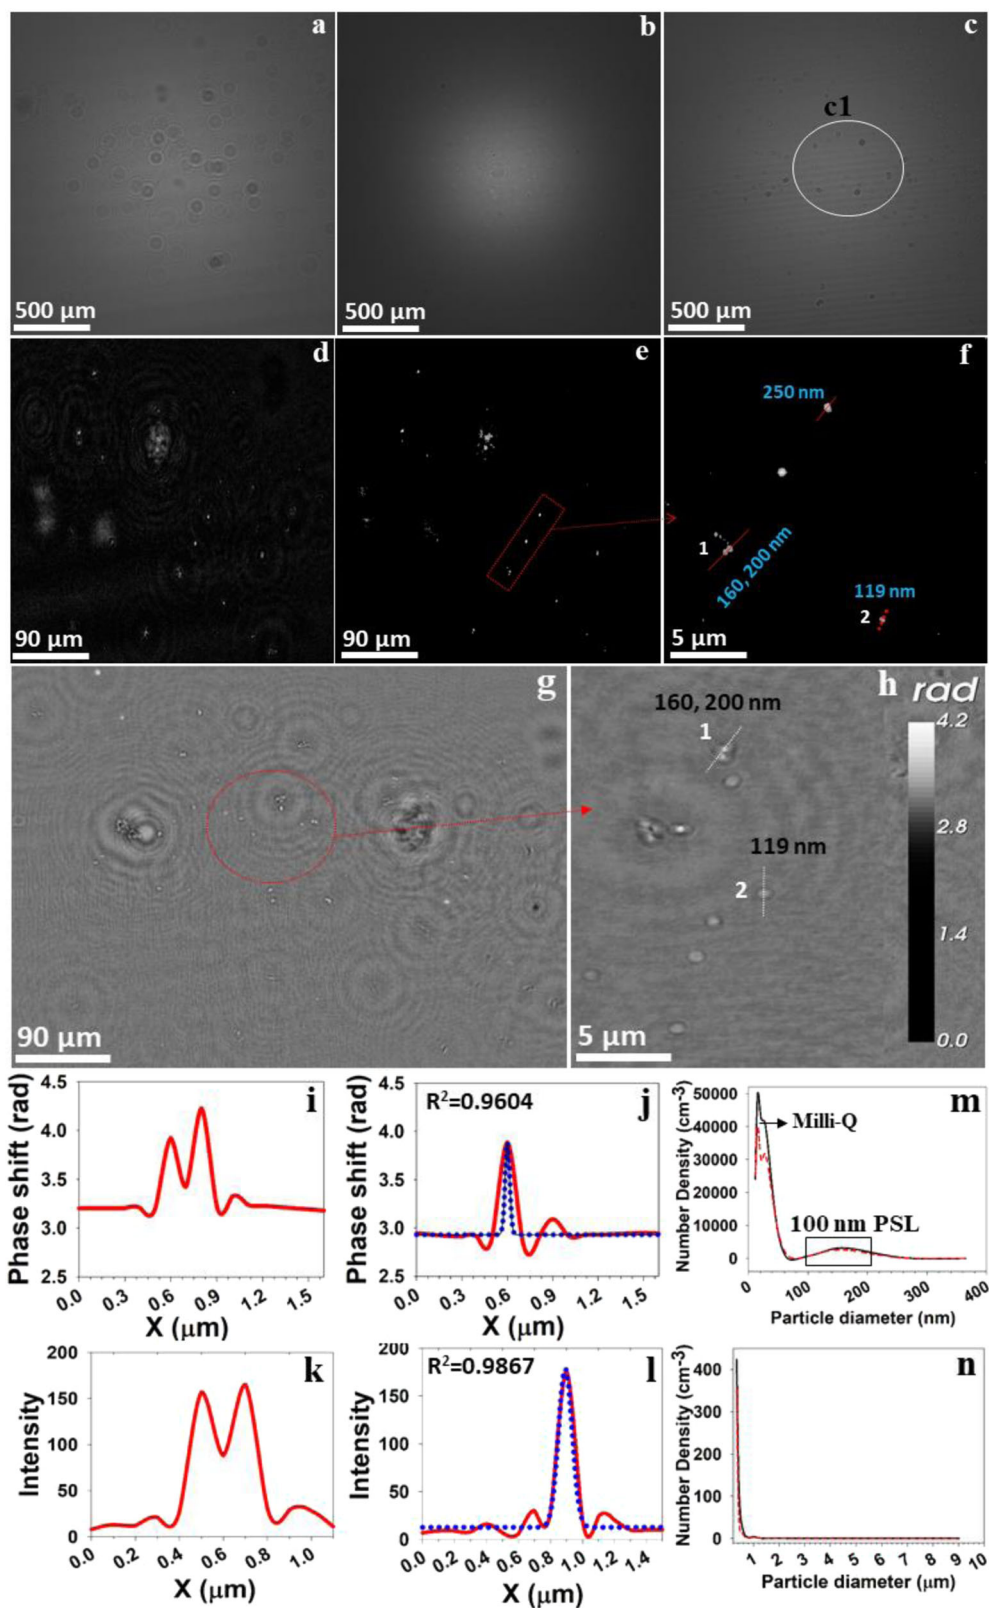 a
b
c
c1
500 µm
500 µm
500 µm
d
e
f
250 nm
1
160, 200 nm
119 nm
2
90 µm
90 µm
5 µm
g
h
rad
160, 200 nm
1
4.2
2.8
119 nm
2
1.4
0.0
90 µm
5 µm
i
Phase shift (rad)
4.5
4.0
3.5
3.0
2.5
0.0
0.3
0.6
0.9
1.2
1.5
X (µm)
j
R²=0.9604
Phase shift (rad)
4.5
4.0
3.5
3.0
2.5
0.0
0.3
0.6
0.9
1.2
1.5
X (µm)
m
Number Density (cm⁻³)
50000
40000
30000
20000
10000
0
Milli-Q
100 nm PSL
0
100
200
300
400
Particle diameter (nm)
k
Intensity
200
150
100
50
0
0.0
0.2
0.4
0.6
0.8
1.0
X (µm)
l
R²=0.9867
Intensity
200
150
100
50
0
0.0
0.2
0.4
0.6
0.8
1.0
1.2
1.4
X (µm)
n
Number Density (cm⁻³)
400
300
200
100
0
1
2
3
4
5
6
7
8
9
10
Particle diameter (µm)